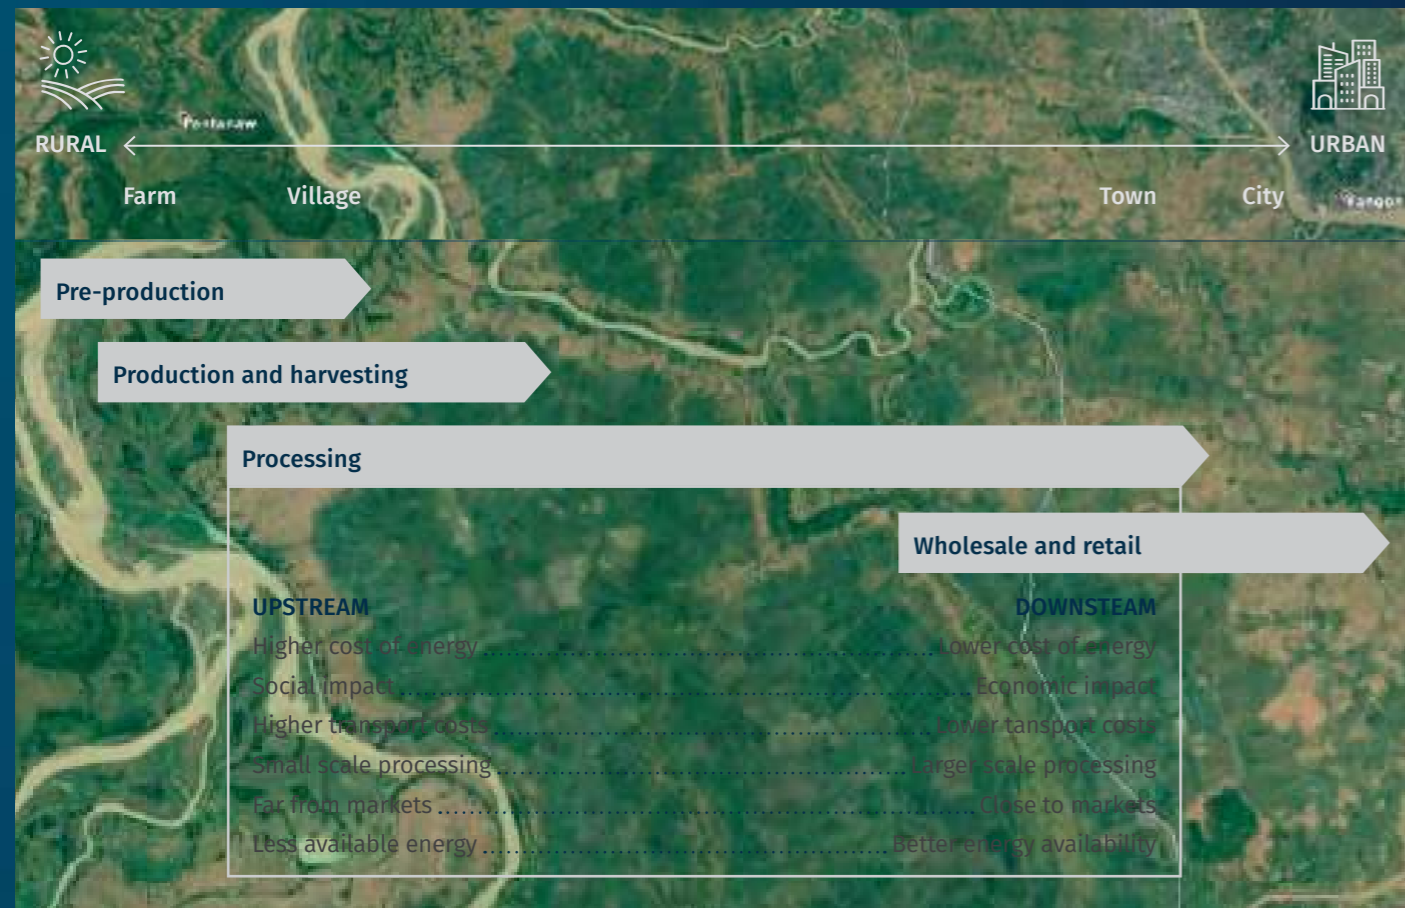 RURAL
URBAN
Farm
Village
Town
City
Pre-production
Production and harvesting
Processing
Wholesale and retail
UPSTREAM
DOWNSTEAM
Higher cost of energy ........ Lower cost of energy
Social impact ........ Economic impact
Higher transport costs ........ Lower tansport costs
Small scale processing ........ Larger scale processing
Far from markets ........ Close to markets
Less available energy ........ Better energy availability